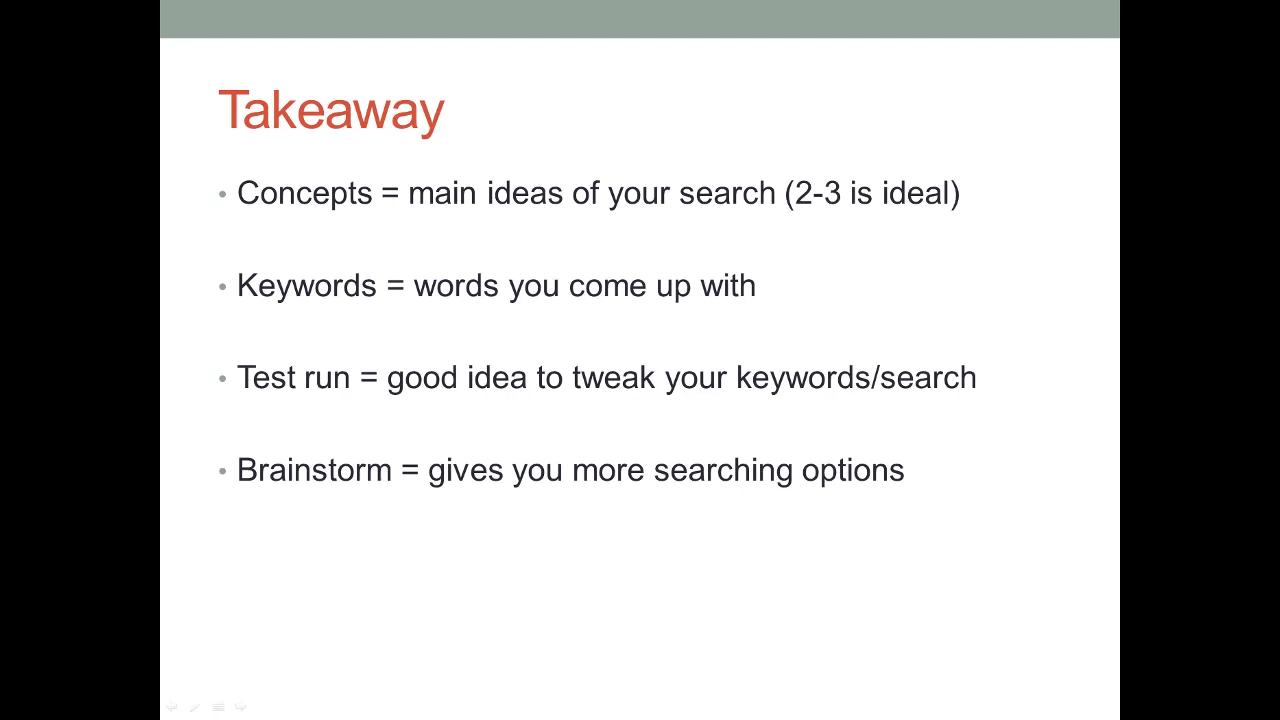 Takeaway
• Concepts = main ideas of your search (2-3 is ideal)
• Keywords = words you come up with
• Test run = good idea to tweak your keywords/search
• Brainstorm = gives you more searching options